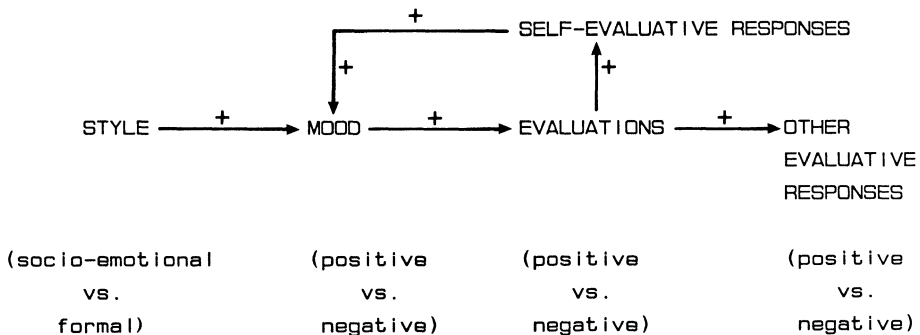 +
SELF-EVALUATIVE RESPONSES
+ +
STYLE + MOOD + EVALUATIONS + OTHER
EVALUATIVE
RESPONSES
(socio-emotional (positive (positive (positive
vs. vs. vs. vs.
formal) negative) negative) negative)